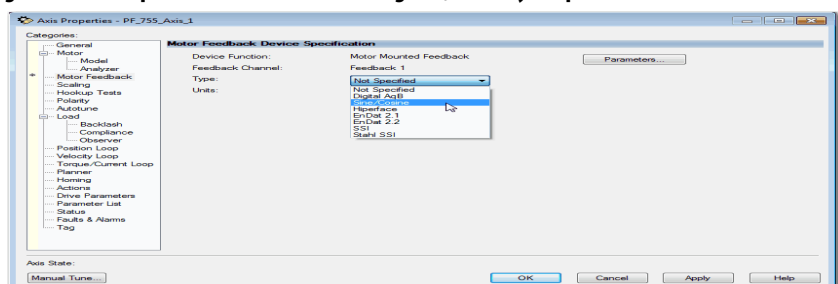 Axis Properties - PF_755_Axis_1
Categories:
General
Motor
Model
Analyzer
* Motor Feedback
Scaling
Hookup Tests
Polarity
Autotune
Load
Backlash
Compliance
Observer
Position Loop
Velocity Loop
Torque/Current Loop
Planner
Homing
Actions
Drive Parameters
Parameter List
Status
Faults & Alarms
Tag
Motor Feedback Device Specification
Device Function: Motor Mounted Feedback Parameters...
Feedback Channel: Feedback 1
Type: Not Specified
Units: Not Specified
Digital AqB
Sine/Cosine
Hiperface
EnDat 2.1
EnDat 2.2
SSI
Stahl SSI
Axis State:
Manual Tune... OK Cancel Apply Help